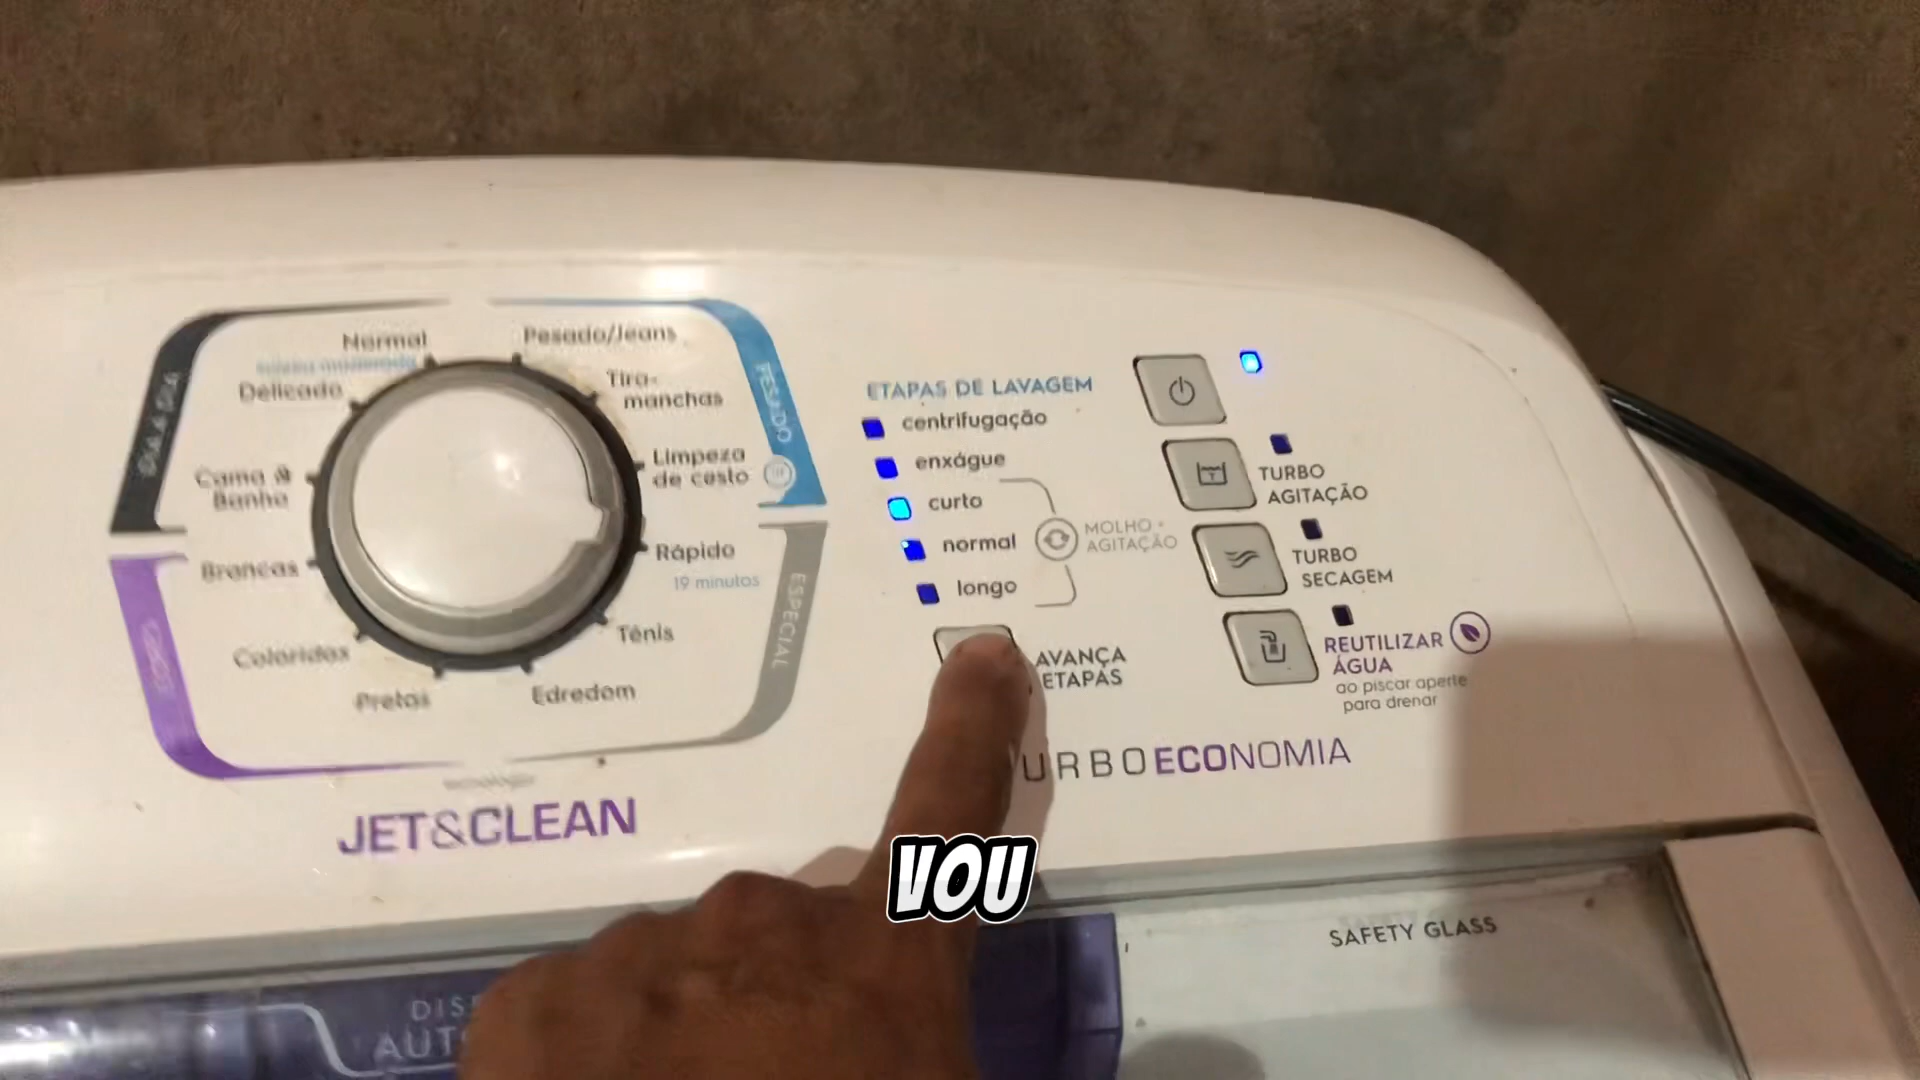 Normal
Delicado
Cama &
Banho
Brancas
Coloridas
Pretas
Pesado/Jeans
Tira-
manchas
Limpeza
de cesto
Rápido
19 minutos
Tênis
Edredom
PESADO
ESPECIAL
JET&CLEAN
ETAPAS DE LAVAGEM
centrifugação
enxágue
curto
normal
longo
MOLHO +
AGITAÇÃO
AVANÇA
ETAPAS
TURBO
AGITAÇÃO
TURBO
SECAGEM
REUTILIZAR
ÁGUA
ao piscar aperte
para drenar
URBOECONOMIA
VOU
SAFETY GLASS
DIS
AUT